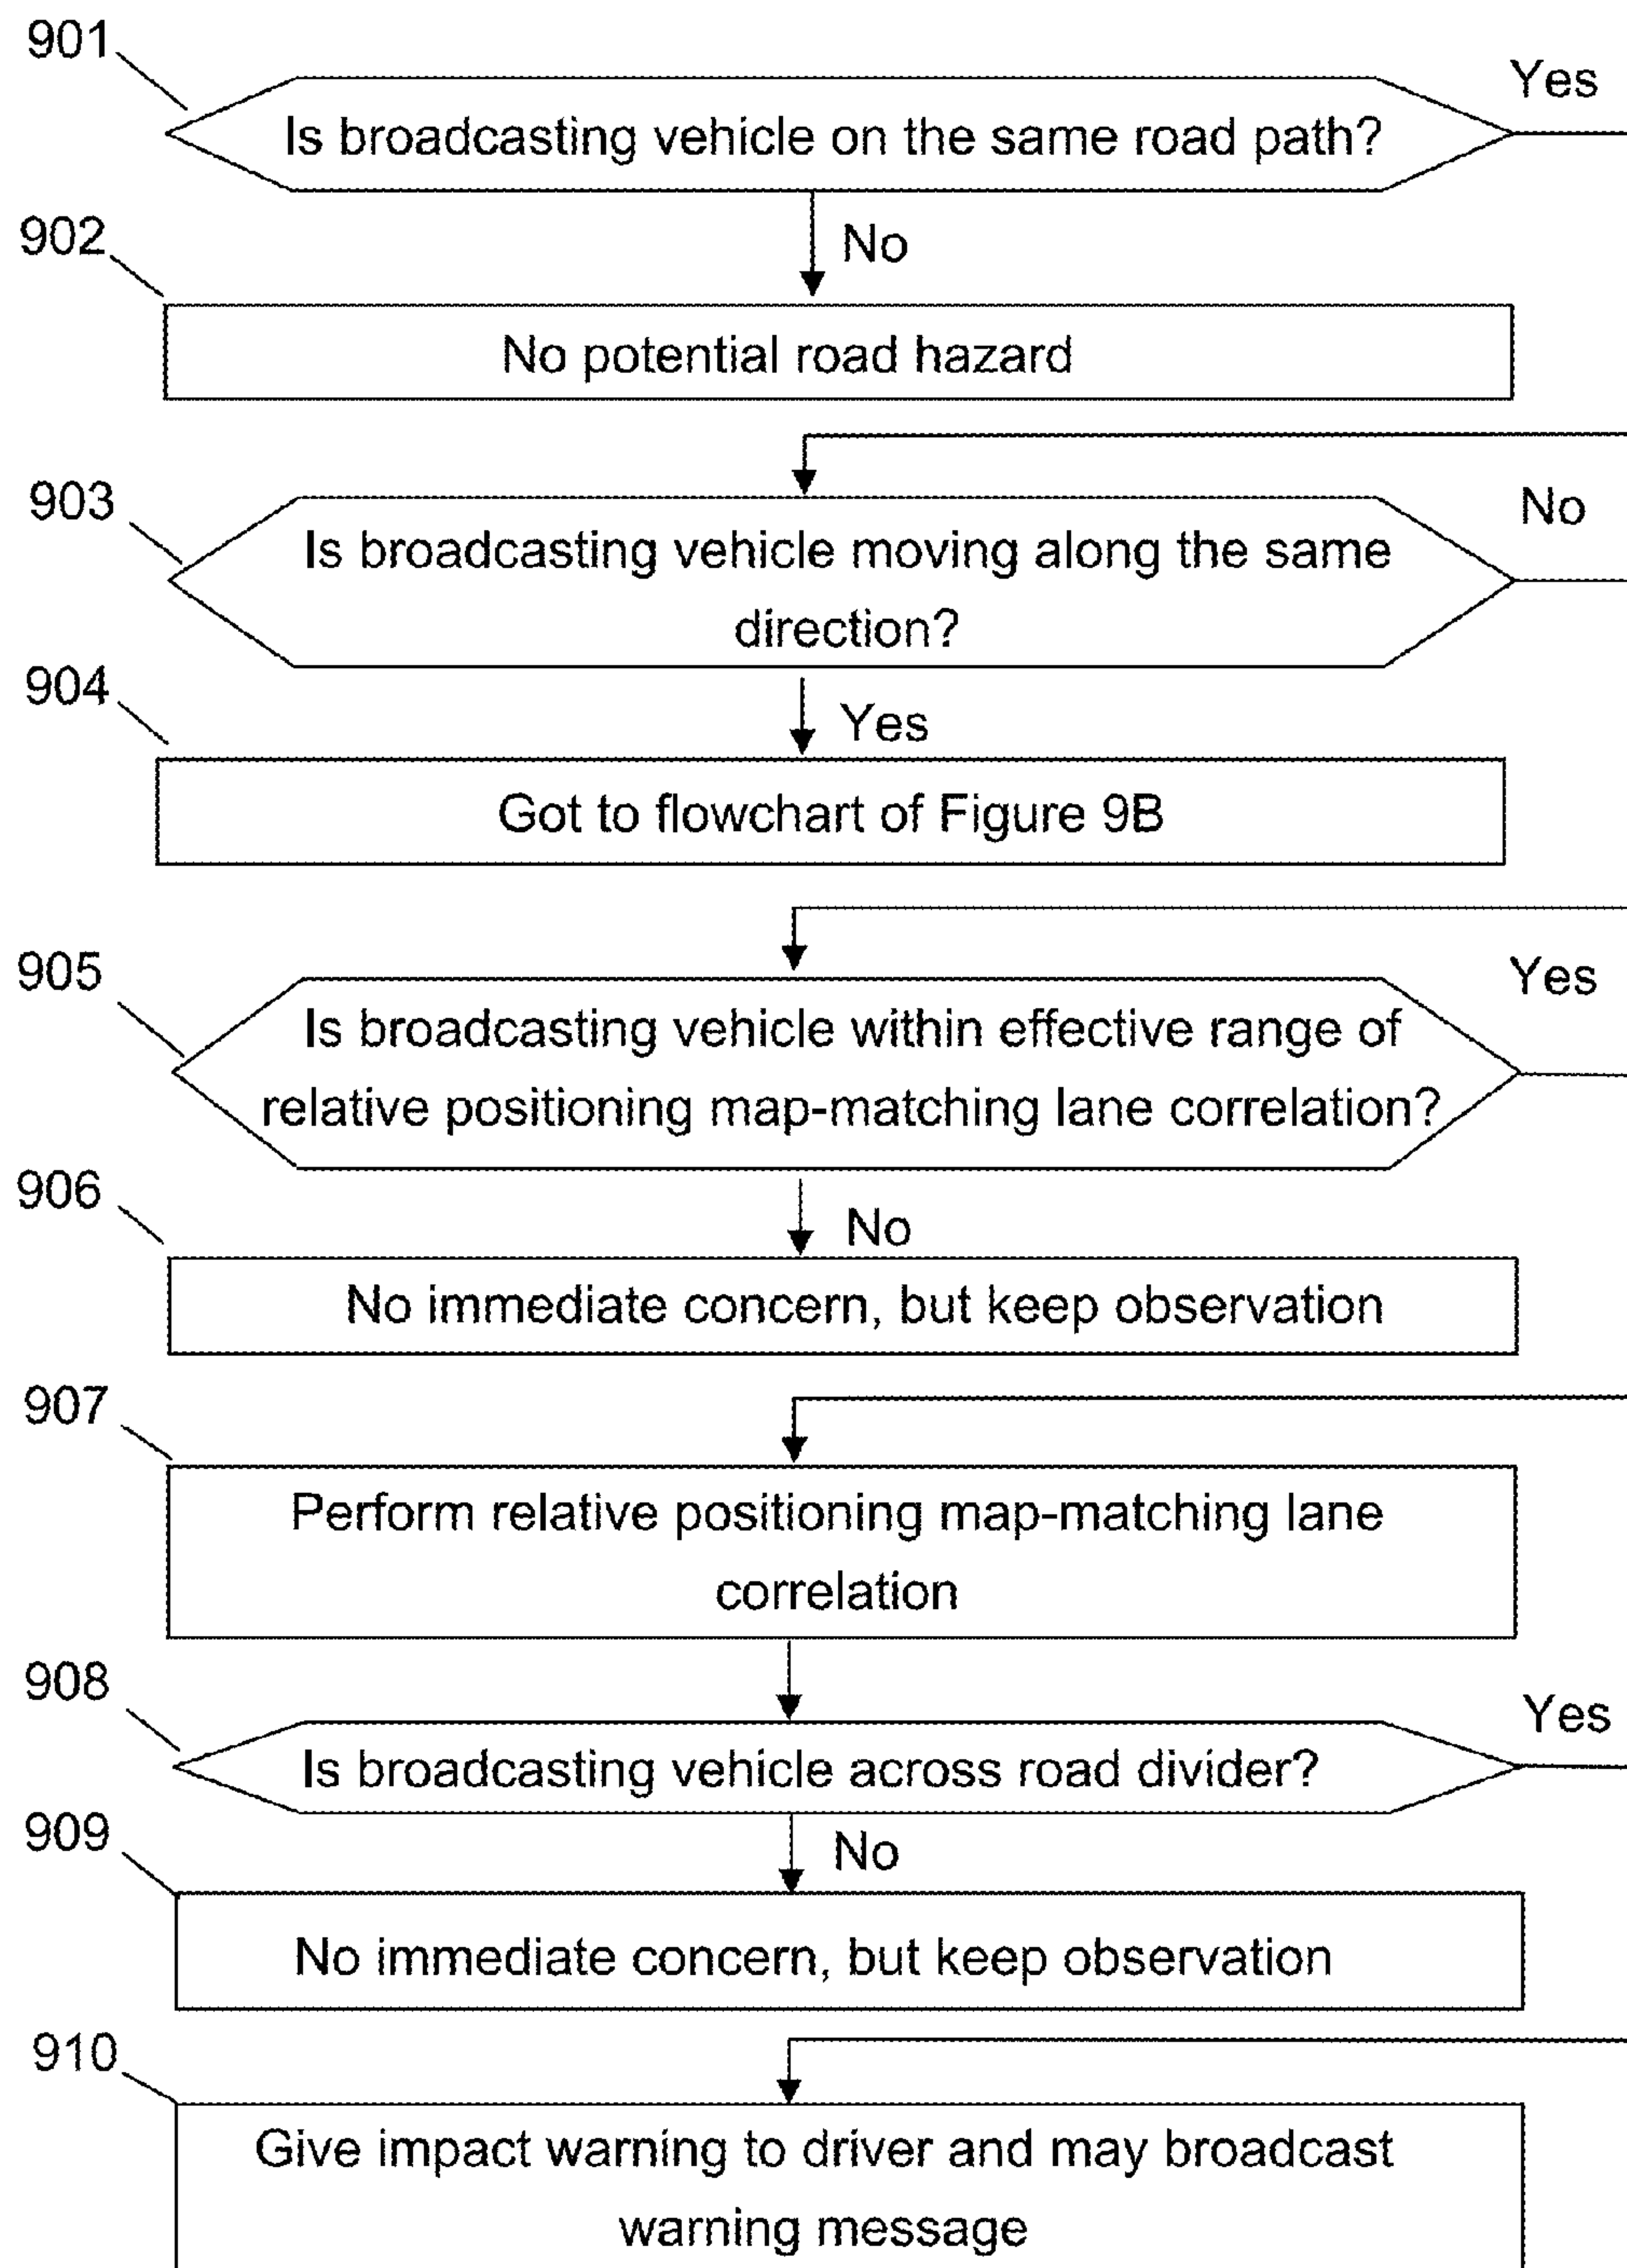 901
Yes
Is broadcasting vehicle on the same road path?
902
No
No potential road hazard
903
No
Is broadcasting vehicle moving along the same
direction?
904
Yes
Got to flowchart of Figure 9B
905
Yes
Is broadcasting vehicle within effective range of
relative positioning map-matching lane correlation?
906
No
No immediate concern, but keep observation
907
Perform relative positioning map-matching lane
correlation
908
Yes
Is broadcasting vehicle across road divider?
909
No
No immediate concern, but keep observation
910
Give impact warning to driver and may broadcast
warning message